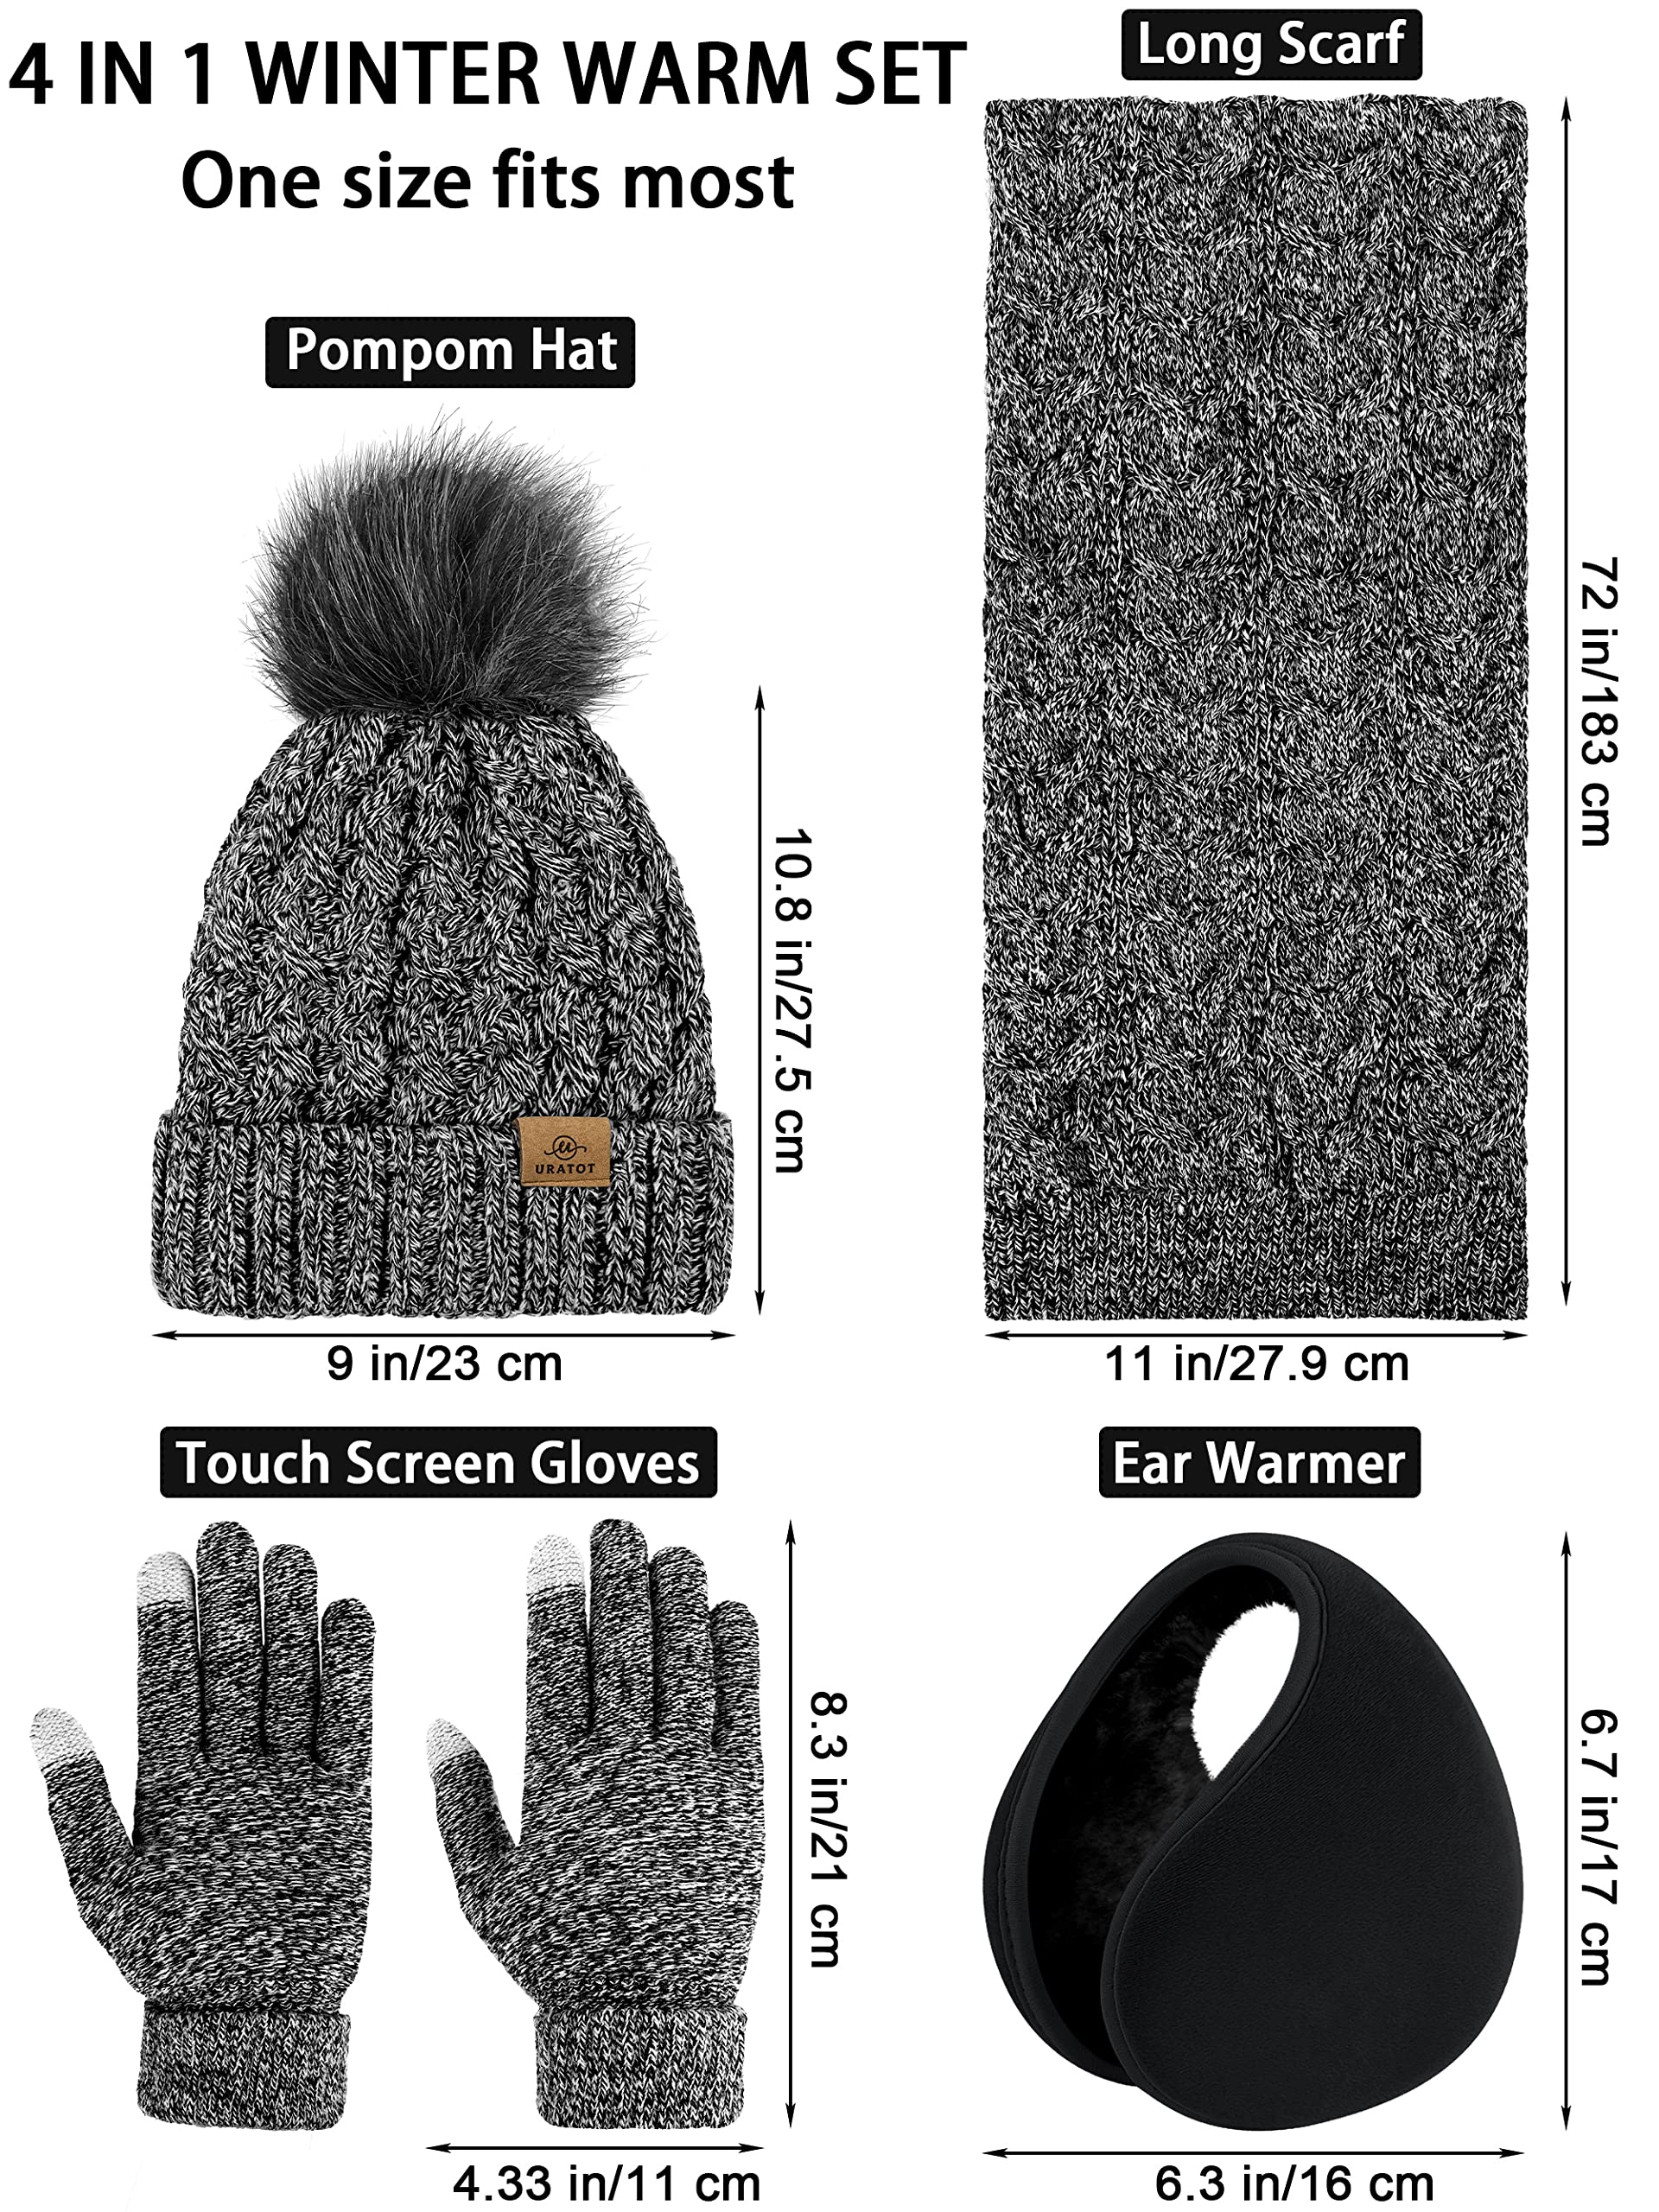 4 IN 1 WINTER WARM SET
One size fits most
Long Scarf
72 in/183 cm
11 in/27.9 cm
Pompom Hat
URATOT
10.8 in/27.5 cm
9 in/23 cm
Touch Screen Gloves
8.3 in/21 cm
4.33 in/11 cm
Ear Warmer
6.7 in/17 cm
6.3 in/16 cm